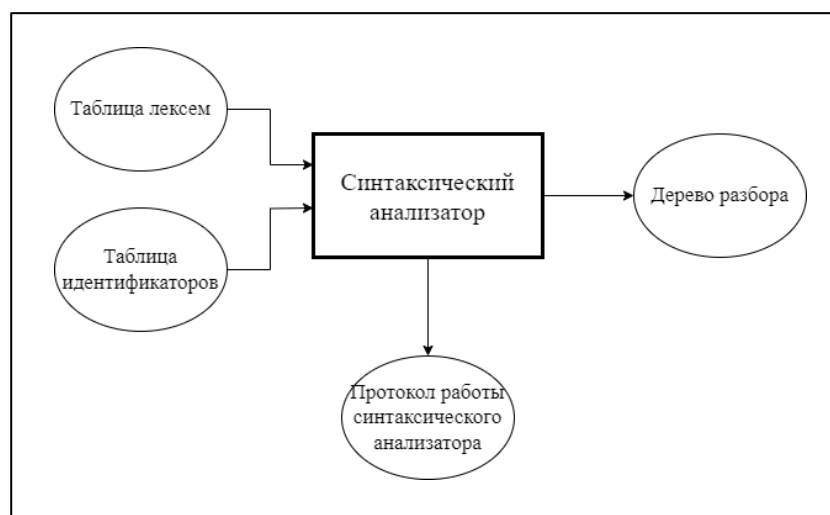 Таблица лексем
Синтаксический
анализатор
Дерево разбора
Таблица
идентификаторов
Протокол работы
синтаксического
анализатора